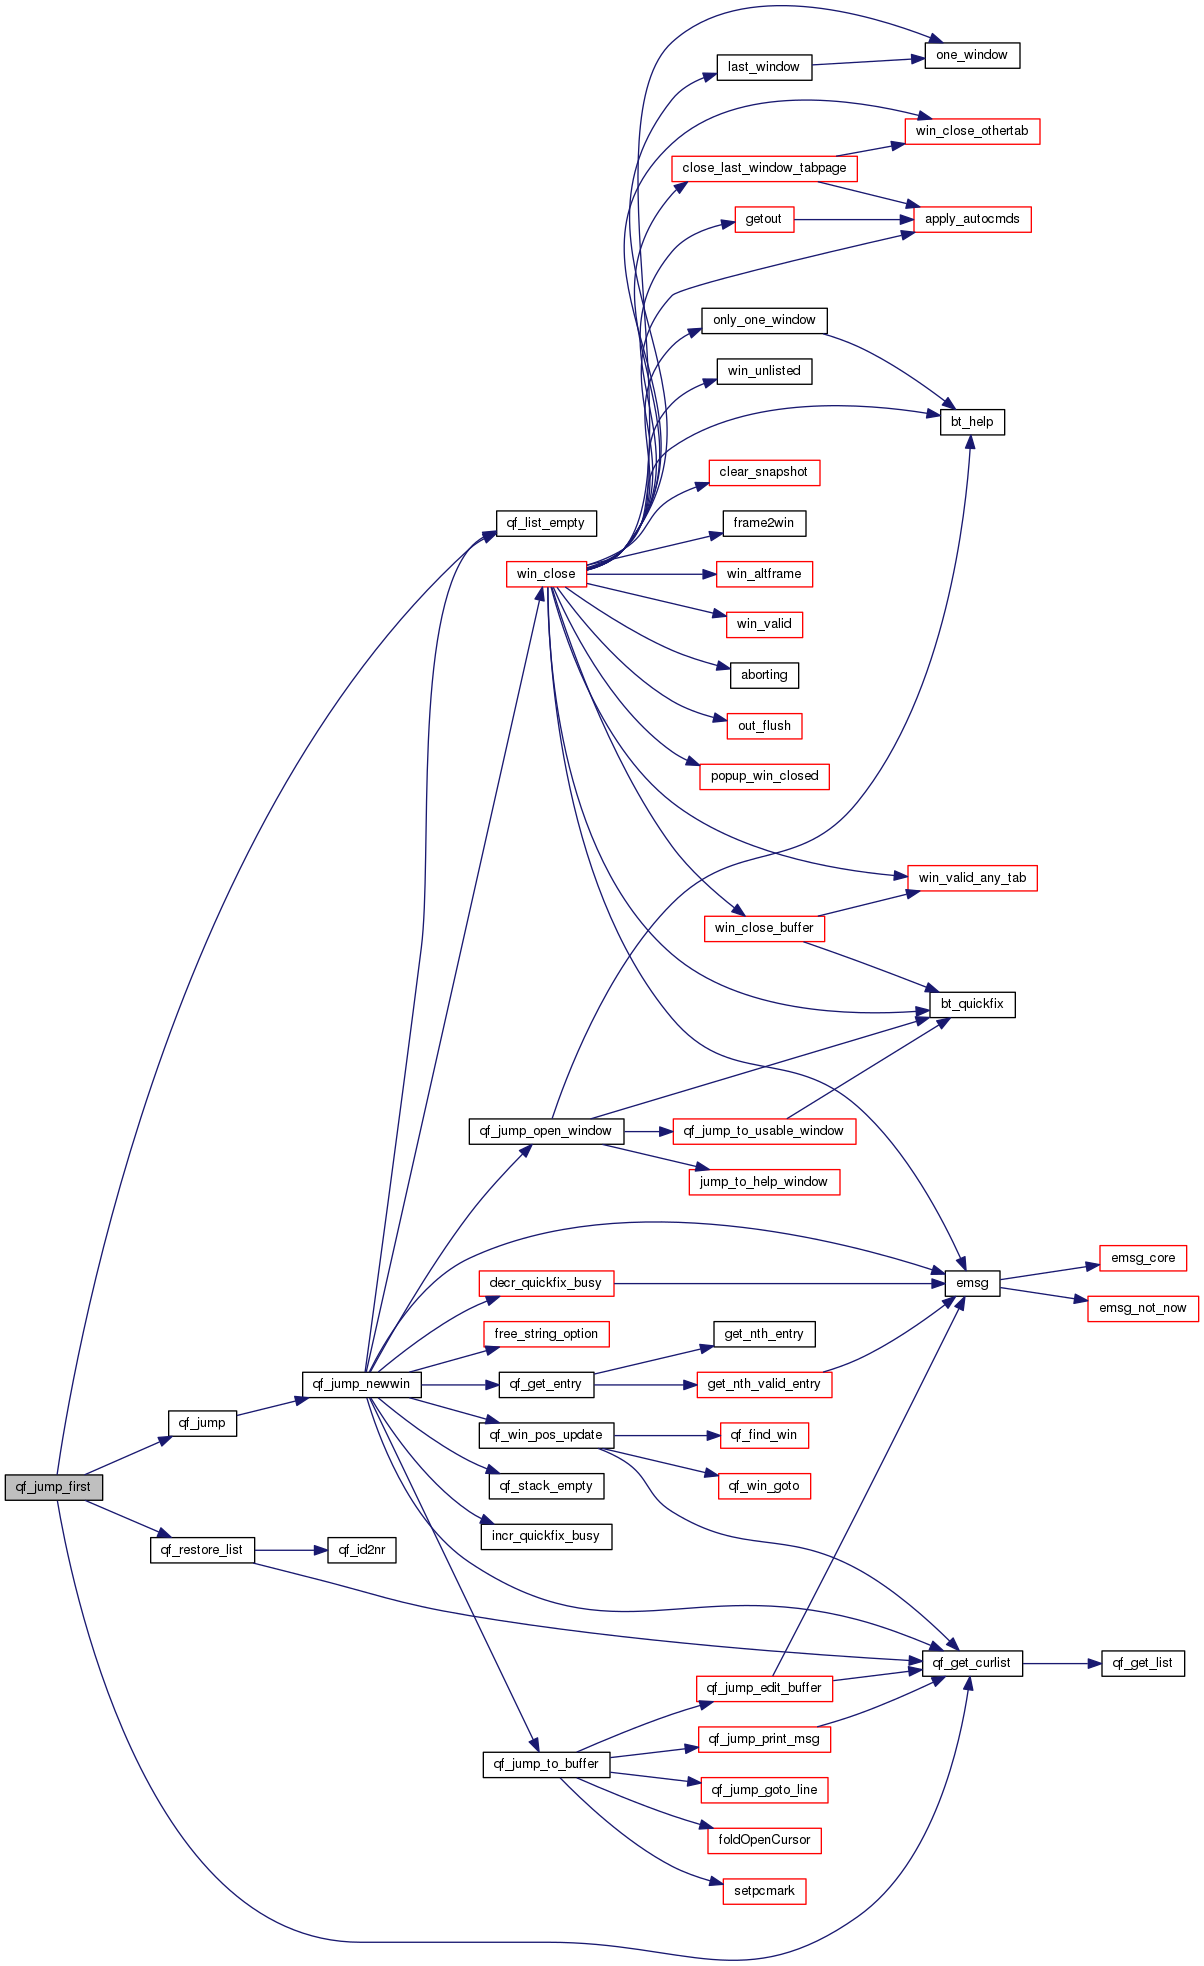 one_window
last_window
win_close_othertab
close_last_window_tabpage
getout
apply_autocmds
only_one_window
win_unlisted
bt_help
clear_snapshot
qf_list_empty
frame2win
win_close
win_altframe
win_valid
aborting
out_flush
popup_win_closed
win_valid_any_tab
win_close_buffer
bt_quickfix
qf_jump_open_window
qf_jump_to_usable_window
jump_to_help_window
emsg_core
decr_quickfix_busy
emsg
emsg_not_now
free_string_option
get_nth_entry
qf_jump_newwin
qf_get_entry
get_nth_valid_entry
qf_jump
qf_win_pos_update
qf_find_win
qf_jump_first
qf_stack_empty
qf_win_goto
incr_quickfix_busy
qf_restore_list
qf_id2nr
qf_get_curlist
qf_get_list
qf_jump_edit_buffer
qf_jump_print_msg
qf_jump_to_buffer
qf_jump_goto_line
foldOpenCursor
setpcmark